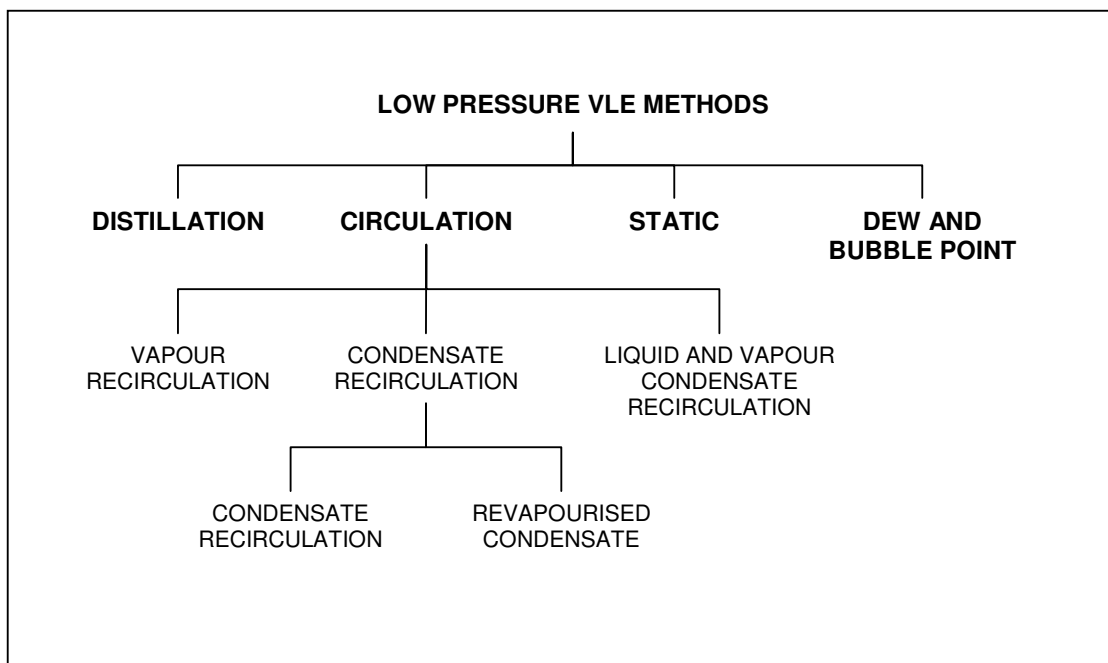 LOW PRESSURE VLE METHODS
DISTILLATION
CIRCULATION
STATIC
DEW AND
BUBBLE POINT
VAPOUR
RECIRCULATION
CONDENSATE
RECIRCULATION
LIQUID AND VAPOUR
CONDENSATE
RECIRCULATION
CONDENSATE
RECIRCULATION
REVAPOURISED
CONDENSATE